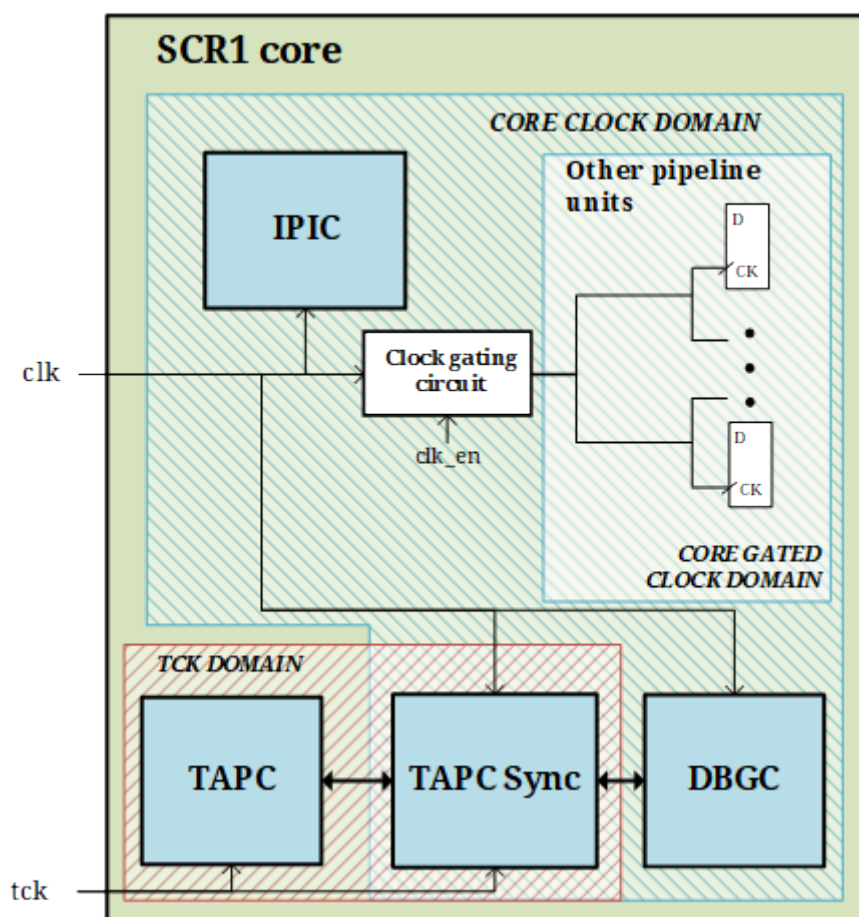 SCR1 core
CORE CLOCK DOMAIN
Other pipeline
units
D
CK
IPIC
clk
Clock gating
circuit
clk_en
D
CK
CORE GATED
CLOCK DOMAIN
TCK DOMAIN
TAPC
TAPC Sync
DBGC
tck